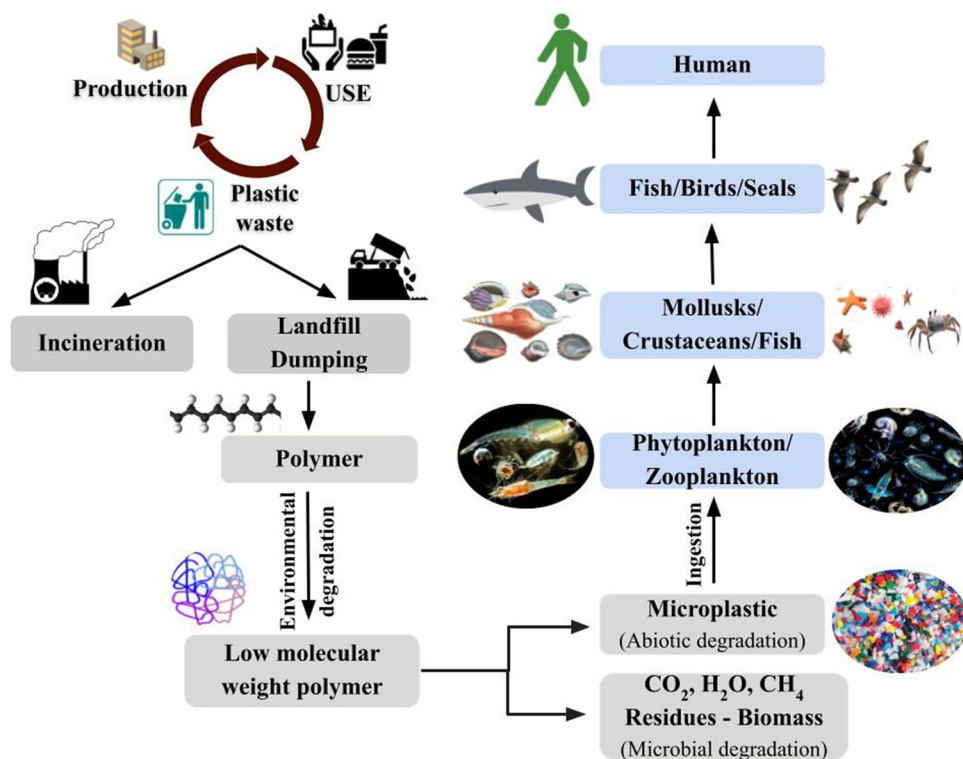 Production
USE
Plastic
waste
Incineration
Landfill
Dumping
Polymer
Environmental
degradation
Low molecular
weight polymer
Microplastic
(Abiotic degradation)
CO₂, H₂O, CH₄
Residues - Biomass
(Microbial degradation)
Ingestion
Phytoplankton/
Zooplankton
Mollusks/
Crustaceans/Fish
Fish/Birds/Seals
Human